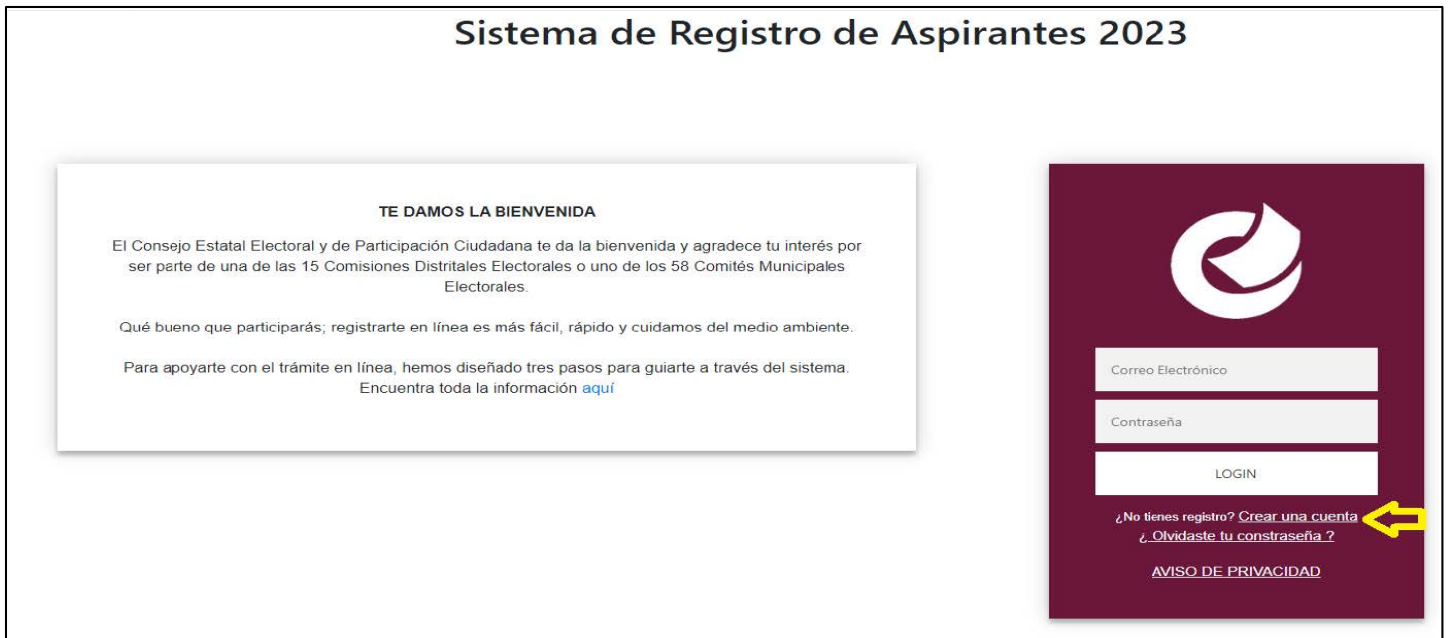 Sistema de Registro de Aspirantes 2023
TE DAMOS LA BIENVENIDA
El Consejo Estatal Electoral y de Participación Ciudadana te da la bienvenida y agradece tu interés por
ser parte de una de las 15 Comisiones Distritales Electorales o uno de los 58 Comités Municipales
Electorales.
Qué bueno que participarás; registrarte en línea es más fácil, rápido y cuidamos del medio ambiente.
Para apoyarte con el trámite en línea, hemos diseñado tres pasos para guiarte a través del sistema.
Encuentra toda la información aquí
Correo Electrónico
Contraseña
LOGIN
¿No tienes registro? Crear una cuenta
¿ Olvidaste tu constraseña ?
AVISO DE PRIVACIDAD